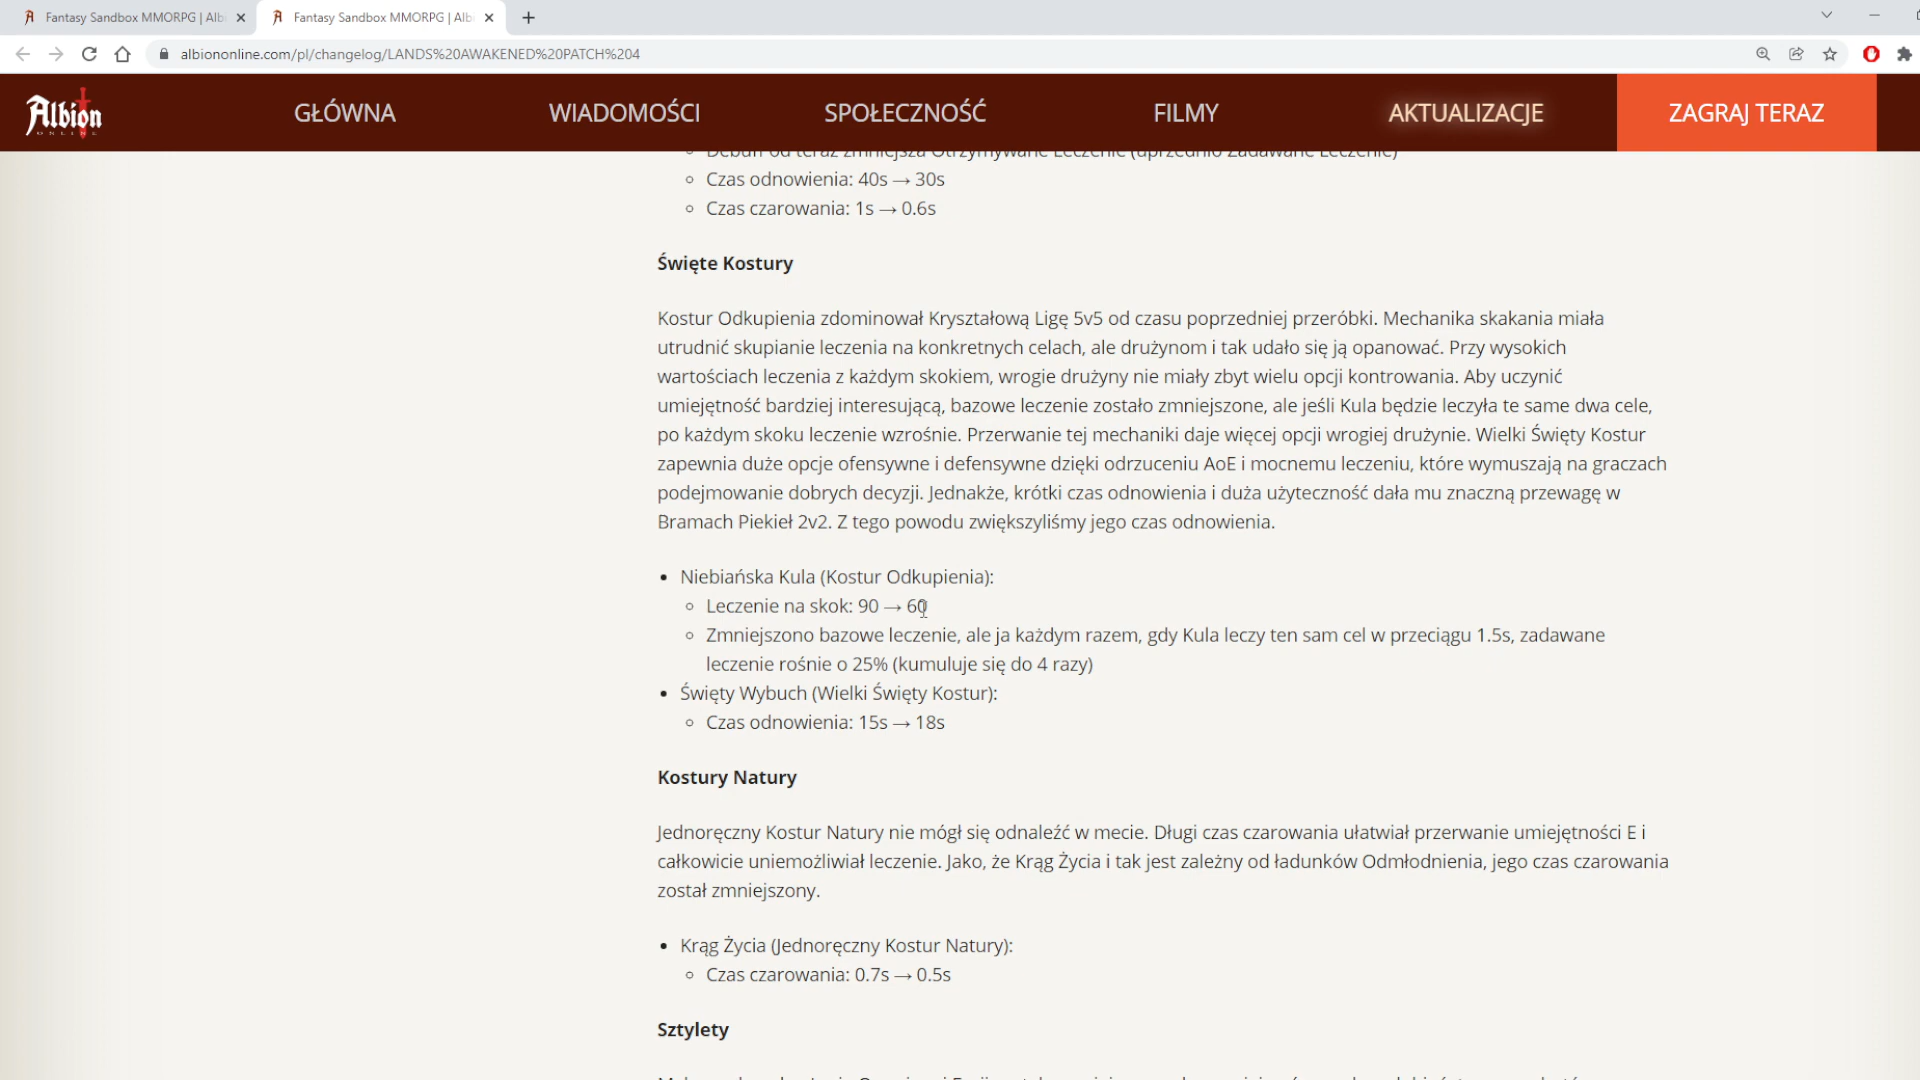 Fantasy Sandbox MMORPG | Alb
Fantasy Sandbox MMORPG | Alb
albiononline.com/pl/changelog/LANDS%20AWAKENED%20PATCH%204
Albion
ONLINE
GŁÓWNA
WIADOMOŚCI
SPOŁECZNOŚĆ
FILMY
AKTUALIZACJE
ZAGRAJ TERAZ
Debuff od teraz zmniejsza Otrzymywane Leczenie (uprzednio Zadawane Leczenie)
Czas odnowienia: 40s → 30s
Czas czarowania: 1s → 0.6s
Święte Kostury
Kostur Odkupienia zdominował Kryształową Ligę 5v5 od czasu poprzedniej przeróbki. Mechanika skakania miała
utrudnić skupianie leczenia na konkretnych celach, ale drużynom i tak udało się ją opanować. Przy wysokich
wartościach leczenia z każdym skokiem, wrogie drużyny nie miały zbyt wielu opcji kontrowania. Aby uczynić
umiejętność bardziej interesującą, bazowe leczenie zostało zmniejszone, ale jeśli Kula będzie leczyła te same dwa cele,
po każdym skoku leczenie wzrośnie. Przerwanie tej mechaniki daje więcej opcji wrogiej drużynie. Wielki Święty Kostur
zapewnia duże opcje ofensywne i defensywne dzięki odrzuceniu AoE i mocnemu leczeniu, które wymuszają na graczach
podejmowanie dobrych decyzji. Jednakże, krótki czas odnowienia i duża użyteczność dała mu znaczną przewagę w
Bramach Piekieł 2v2. Z tego powodu zwiększyliśmy jego czas odnowienia.
Niebiańska Kula (Kostur Odkupienia):
Leczenie na skok: 90 → 60
Zmniejszono bazowe leczenie, ale ja każdym razem, gdy Kula leczy ten sam cel w przeciągu 1.5s, zadawane
leczenie rośnie o 25% (kumuluje się do 4 razy)
Święty Wybuch (Wielki Święty Kostur):
Czas odnowienia: 15s → 18s
Kostury Natury
Jednoręczny Kostur Natury nie mógł się odnaleźć w mecie. Długi czas czarowania ułatwiał przerwanie umiejętności E i
całkowicie uniemożliwiał leczenie. Jako, że Krąg Życia i tak jest zależny od ładunków Odmłodnienia, jego czas czarowania
został zmniejszony.
Krąg Życia (Jednoręczny Kostur Natury):
Czas czarowania: 0.7s → 0.5s
Sztylety